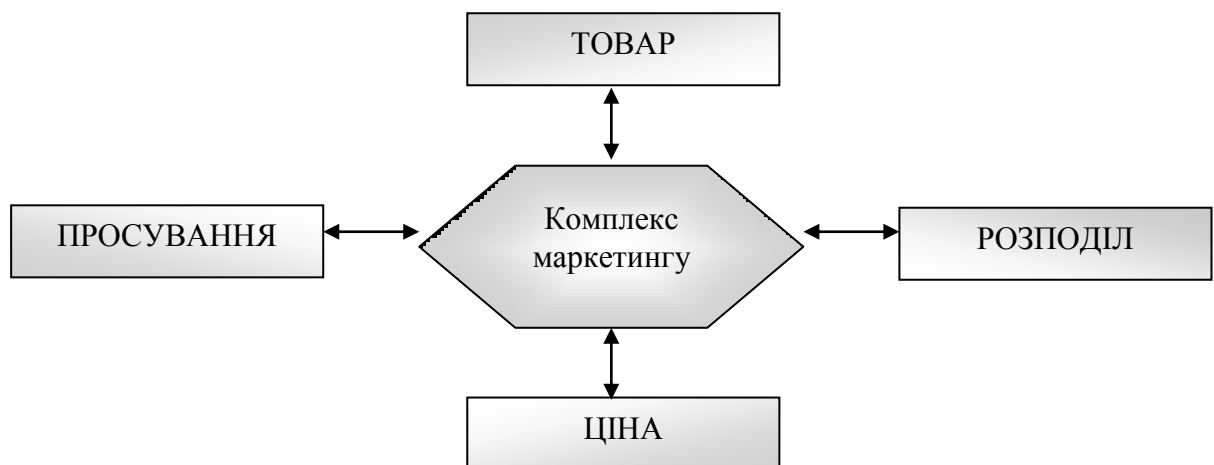 ТОВАР
ПРОСУВАННЯ
Комплекс
маркетингу
РОЗПОДІЛ
ЦІНА